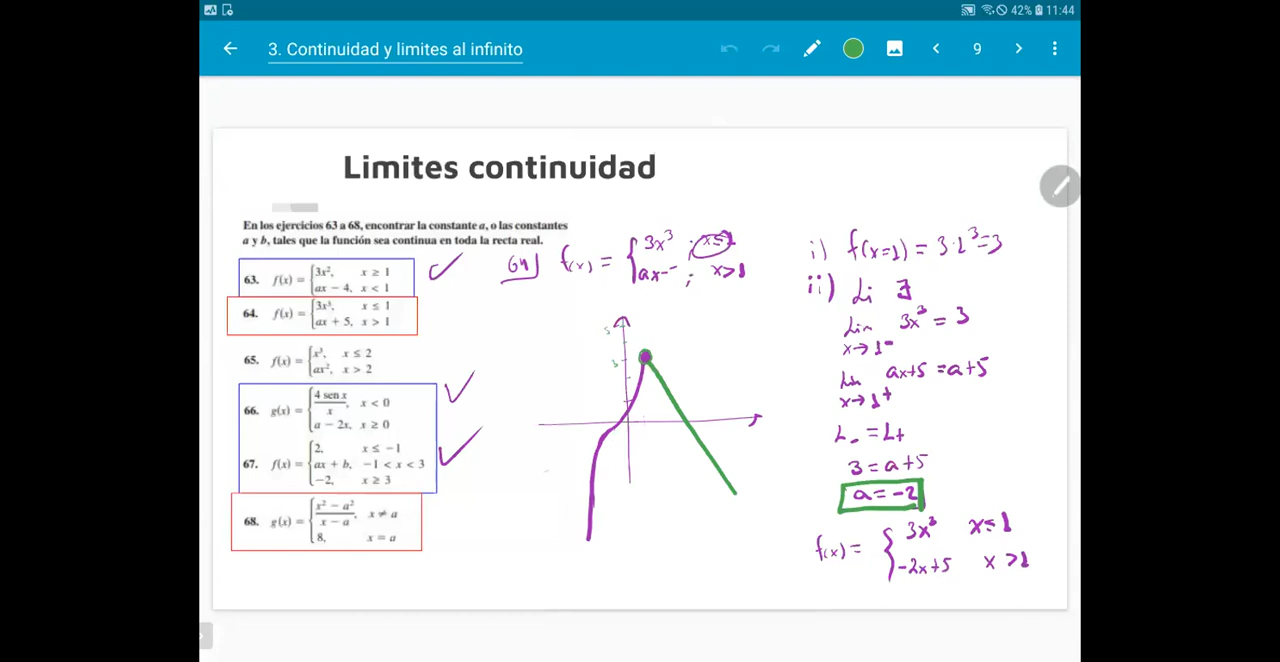 42% 11:44
3. Continuidad y limites al infinito
9
Limites continuidad
En los ejercicios 63 a 68, encontrar la constante a, o las constantes
a y b, tales que la función sea continua en toda la recta real.
63. f(x) = { 3x², x ≥ 1
ax − 4, x < 1
64. f(x) = { 3x³, x ≤ 1
ax + 5, x > 1
65. f(x) = { x³, x ≤ 2
ax², x > 2
66. g(x) = { 4 sen x / x, x < 0
a − 2x, x ≥ 0
67. f(x) = { 2, x ≤ −1
ax + b, −1 < x < 3
−2, x ≥ 3
68. g(x) = { x² − a² / x − a, x ≠ a
8, x = a
64) f(x) = { 3x³ ; x≤1
; x>1
5
3
i) f(x=1) = 3·1³=3
ii) Li ∃
Lim 3x³ = 3
x→1⁻
Lim ax+5 = a+5
x→1⁺
L- = L+
3 = a+5
a = -2
f(x) = { 3x³ x≤1
-2x+5 x>1